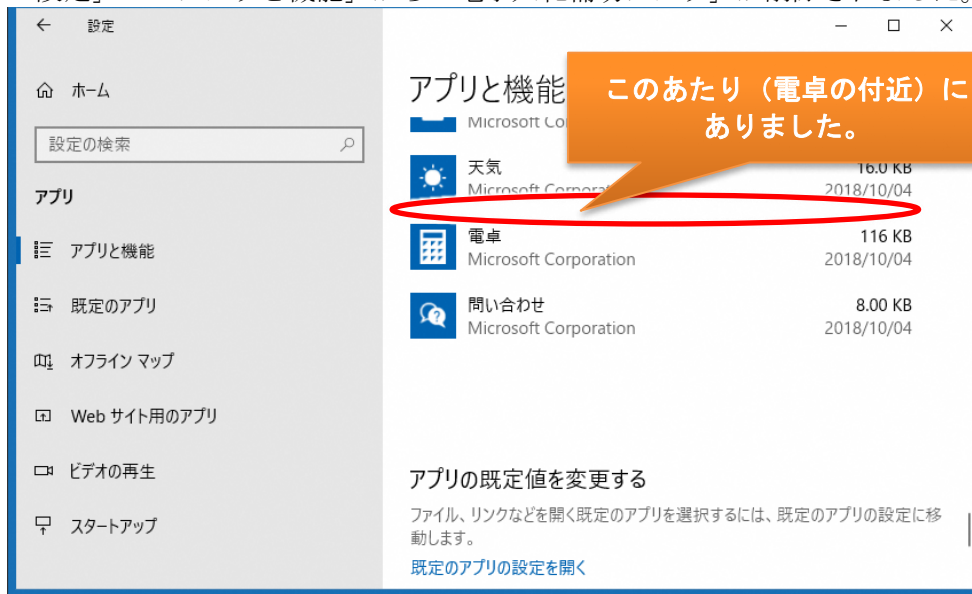 ← 設定
ホーム
設定の検索
アプリ
アプリと機能
既定のアプリ
オフライン マップ
Web サイト用のアプリ
ビデオの再生
スタートアップ
アプリと機能
このあたり（電卓の付近）に
ありました。
Microsoft Co
天気 16.0 KB
Microsoft Corporat 2018/10/04
電卓 116 KB
Microsoft Corporation 2018/10/04
問い合わせ 8.00 KB
Microsoft Corporation 2018/10/04
アプリの既定値を変更する
ファイル、リンクなどを開く既定のアプリを選択するには、既定のアプリの設定に移
動します。
既定のアプリの設定を開く